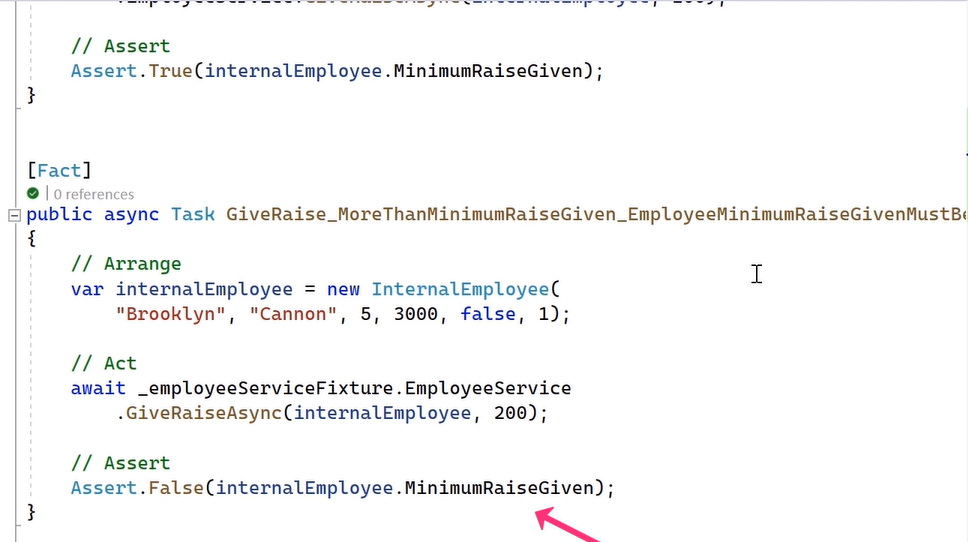 // Assert
Assert.True(internalEmployee.MinimumRaiseGiven);
}
[Fact]
0 references
public async Task GiveRaise_MoreThanMinimumRaiseGiven_EmployeeMinimumRaiseGivenMustBe
{
// Arrange
var internalEmployee = new InternalEmployee(
"Brooklyn", "Cannon", 5, 3000, false, 1);
// Act
await _employeeServiceFixture.EmployeeService
.GiveRaiseAsync(internalEmployee, 200);
// Assert
Assert.False(internalEmployee.MinimumRaiseGiven);
}